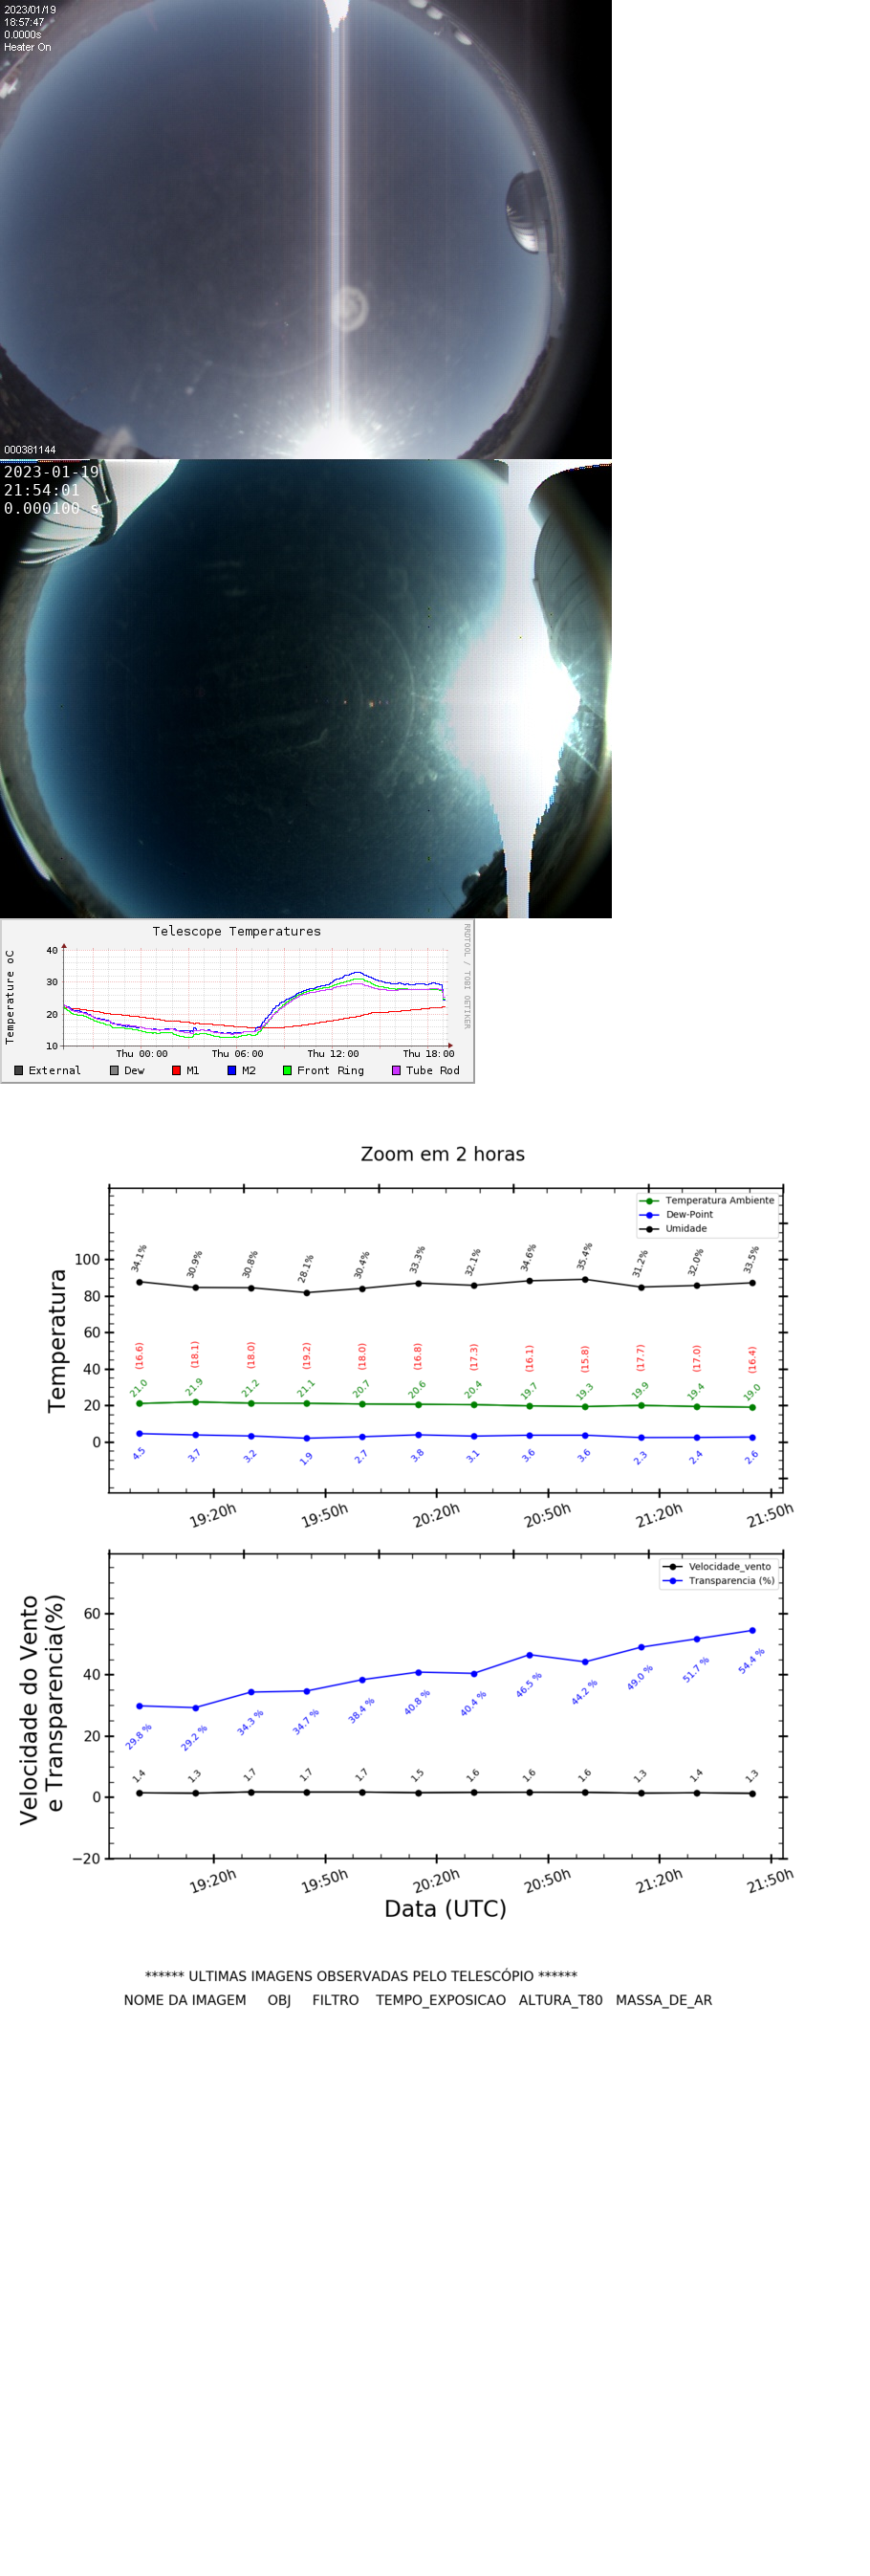 2023/01/19
18:57:47
0.0000s
Heater On
000381144
2023-01-19
21:54:01
0.000100 s
Telescope Temperatures
RRDTOOL / TOBI OETIKER
Temperature oC
40
30
20
10
Thu 00:00 Thu 06:00 Thu 12:00 Thu 18:00
External Dew M1 M2 Front Ring Tube Rod
Zoom em 2 horas
Temperatura Ambiente
Dew-Point
Umidade
Temperatura
100
80
60
40
20
0
34.1% 30.9% 30.8% 28.1% 30.4% 33.3% 32.1% 34.6% 35.4% 31.2% 32.0% 33.5%
(16.6) (18.1) (18.0) (19.2) (18.0) (16.8) (17.3) (16.1) (15.8) (17.7) (17.0) (16.4)
21.0 21.9 21.2 21.1 20.7 20.6 20.4 19.7 19.3 19.9 19.4 19.0
4.5 3.7 3.2 1.9 2.7 3.8 3.1 3.6 3.6 2.3 2.4 2.6
19:20h 19:50h 20:20h 20:50h 21:20h 21:50h
Velocidade_vento
Transparencia (%)
Velocidade do Vento
e Transparencia(%)
60
40
20
0
−20
29.8 % 29.2 % 34.3 % 34.7 % 38.4 % 40.8 % 40.4 % 46.5 % 44.2 % 49.0 % 51.7 % 54.4 %
1.4 1.3 1.7 1.7 1.7 1.5 1.6 1.6 1.6 1.3 1.4 1.3
19:20h 19:50h 20:20h 20:50h 21:20h 21:50h
Data (UTC)
****** ULTIMAS IMAGENS OBSERVADAS PELO TELESCÓPIO ******
NOME DA IMAGEM OBJ FILTRO TEMPO_EXPOSICAO ALTURA_T80 MASSA_DE_AR